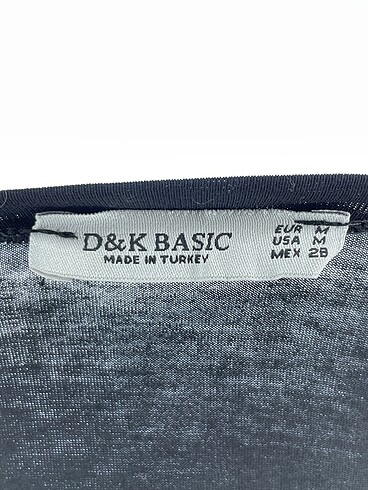 D&K BASIC
MADE IN TURKEY
EUR M
USA M
MEX 28